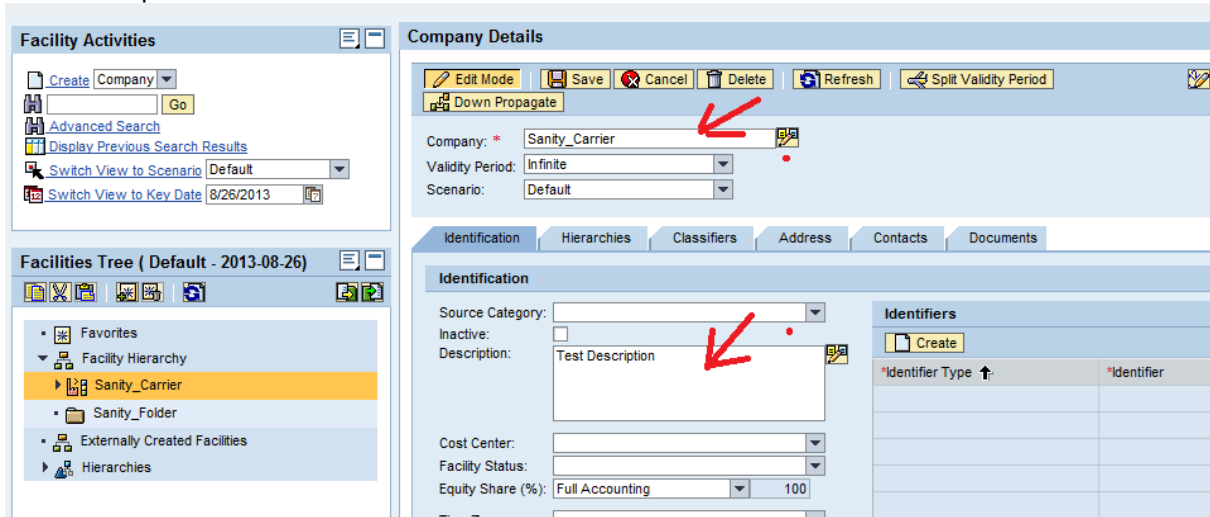 Facility Activities
Create Company
Go
Advanced Search
Display Previous Search Results
Switch View to Scenario Default
Switch View to Key Date 8/26/2013
Facilities Tree ( Default - 2013-08-26)
Favorites
Facility Hierarchy
Sanity_Carrier
Sanity_Folder
Externally Created Facilities
Hierarchies
Company Details
Edit Mode Save Cancel Delete Refresh Split Validity Period
Down Propagate
Company: * Sanity_Carrier
Validity Period: Infinite
Scenario: Default
Identification Hierarchies Classifiers Address Contacts Documents
Identification
Source Category:
Inactive:
Description: Test Description
Cost Center:
Facility Status:
Equity Share (%): Full Accounting 100
Identifiers
Create
*Identifier Type *Identifier